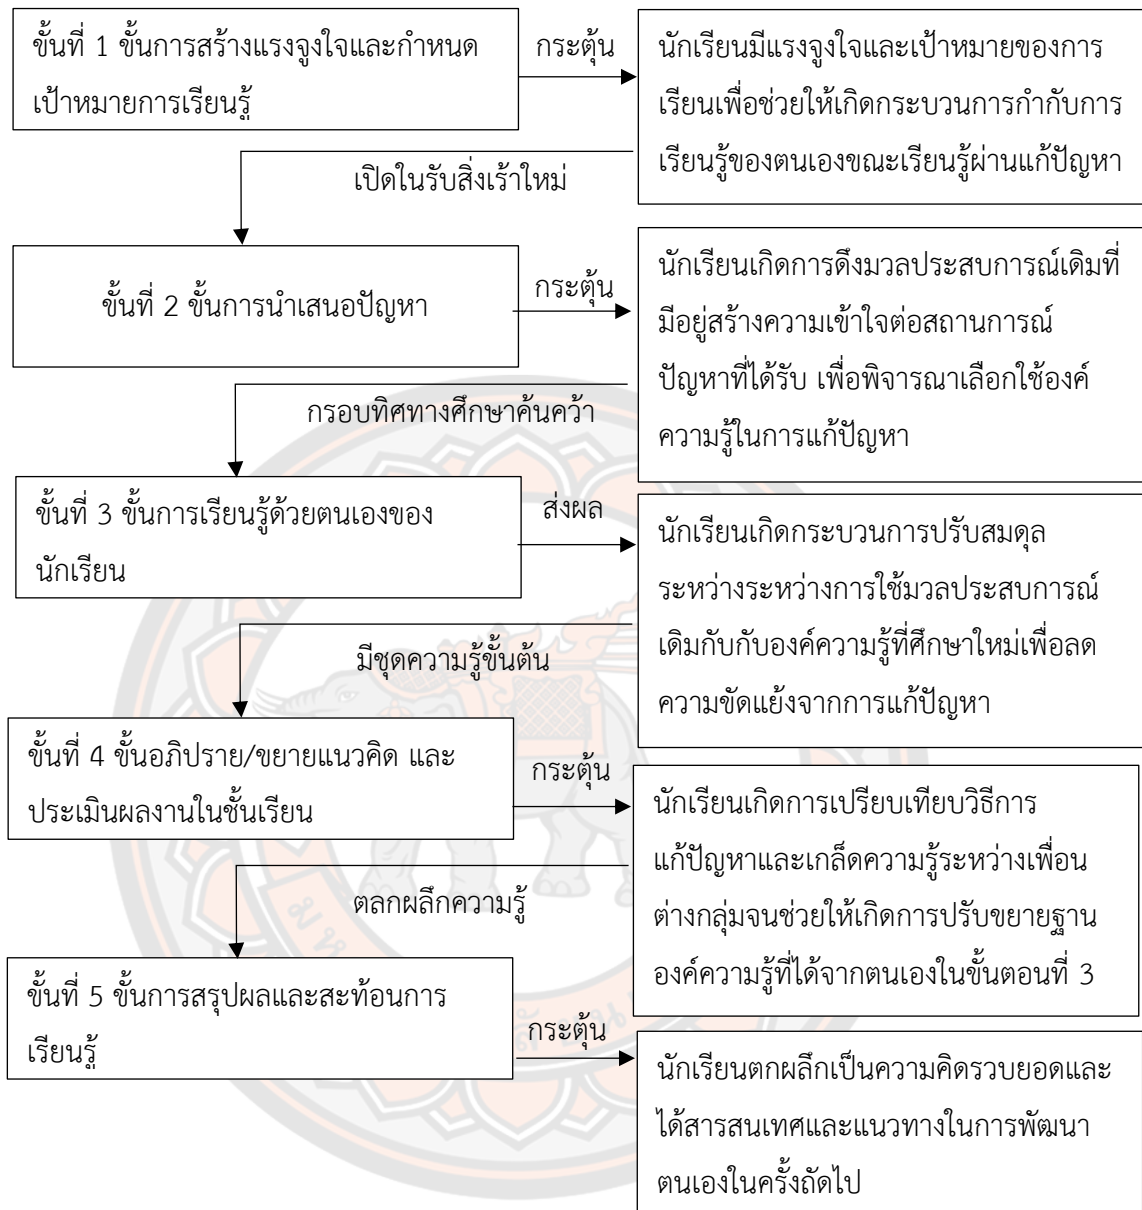 ขั้นที่ 1 ขั้นการสร้างแรงจูงใจและกำหนด
เป้าหมายการเรียนรู้
กระตุ้น
นักเรียนมีแรงจูงใจและเป้าหมายของการ
เรียนเพื่อช่วยให้เกิดกระบวนการกำกับการ
เรียนรู้ของตนเองขณะเรียนรู้ผ่านแก้ปัญหา
เปิดในรับสิ่งเร้าใหม่
ขั้นที่ 2 ขั้นการนำเสนอปัญหา
กระตุ้น
นักเรียนเกิดการดึงมวลประสบการณ์เดิมที่
มีอยู่สร้างความเข้าใจต่อสถานการณ์
ปัญหาที่ได้รับ เพื่อพิจารณาเลือกใช้องค์
ความรู้ในการแก้ปัญหา
กรอบทิศทางศึกษาค้นคว้า
ขั้นที่ 3 ขั้นการเรียนรู้ด้วยตนเองของ
นักเรียน
ส่งผล
นักเรียนเกิดกระบวนการปรับสมดุล
ระหว่างระหว่างการใช้มวลประสบการณ์
เดิมกับกับองค์ความรู้ที่ศึกษาใหม่เพื่อลด
ความขัดแย้งจากการแก้ปัญหา
มีชุดความรู้ขั้นต้น
ขั้นที่ 4 ขั้นอภิปราย/ขยายแนวคิด และ
ประเมินผลงานในชั้นเรียน
กระตุ้น
นักเรียนเกิดการเปรียบเทียบวิธีการ
แก้ปัญหาและเกล็ดความรู้ระหว่างเพื่อน
ต่างกลุ่มจนช่วยให้เกิดการปรับขยายฐาน
องค์ความรู้ที่ได้จากตนเองในขั้นตอนที่ 3
ตลกผลึกความรู้
ขั้นที่ 5 ขั้นการสรุปผลและสะท้อนการ
เรียนรู้
กระตุ้น
นักเรียนตกผลึกเป็นความคิดรวบยอดและ
ได้สารสนเทศและแนวทางในการพัฒนา
ตนเองในครั้งถัดไป